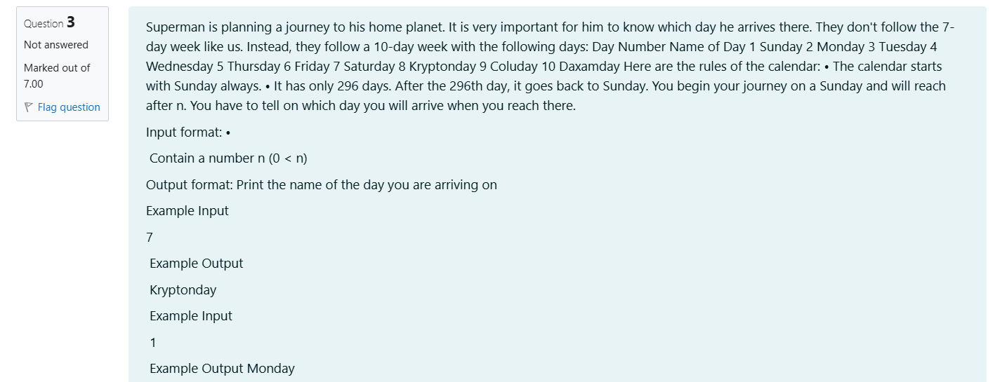 Question 3
Not answered
Marked out of
7.00
Flag question
Superman is planning a journey to his home planet. It is very important for him to know which day he arrives there. They don't follow the 7-
day week like us. Instead, they follow a 10-day week with the following days: Day Number Name of Day 1 Sunday 2 Monday 3 Tuesday 4
Wednesday 5 Thursday 6 Friday 7 Saturday 8 Kryptonday 9 Coluday 10 Daxamday Here are the rules of the calendar: • The calendar starts
with Sunday always. • It has only 296 days. After the 296th day, it goes back to Sunday. You begin your journey on a Sunday and will reach
after n. You have to tell on which day you will arrive when you reach there.
Input format: •
Contain a number n (0 < n)
Output format: Print the name of the day you are arriving on
Example Input
7
Example Output
Kryptonday
Example Input
1
Example Output Monday